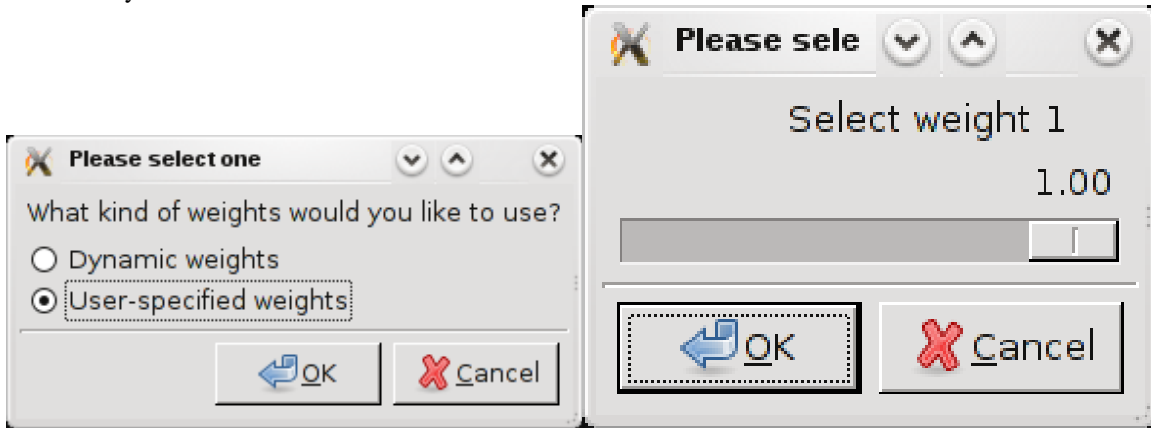 Please select one
What kind of weights would you like to use?
Dynamic weights
User-specified weights
OK
Cancel
Please sele
Select weight 1
1.00
OK
Cancel